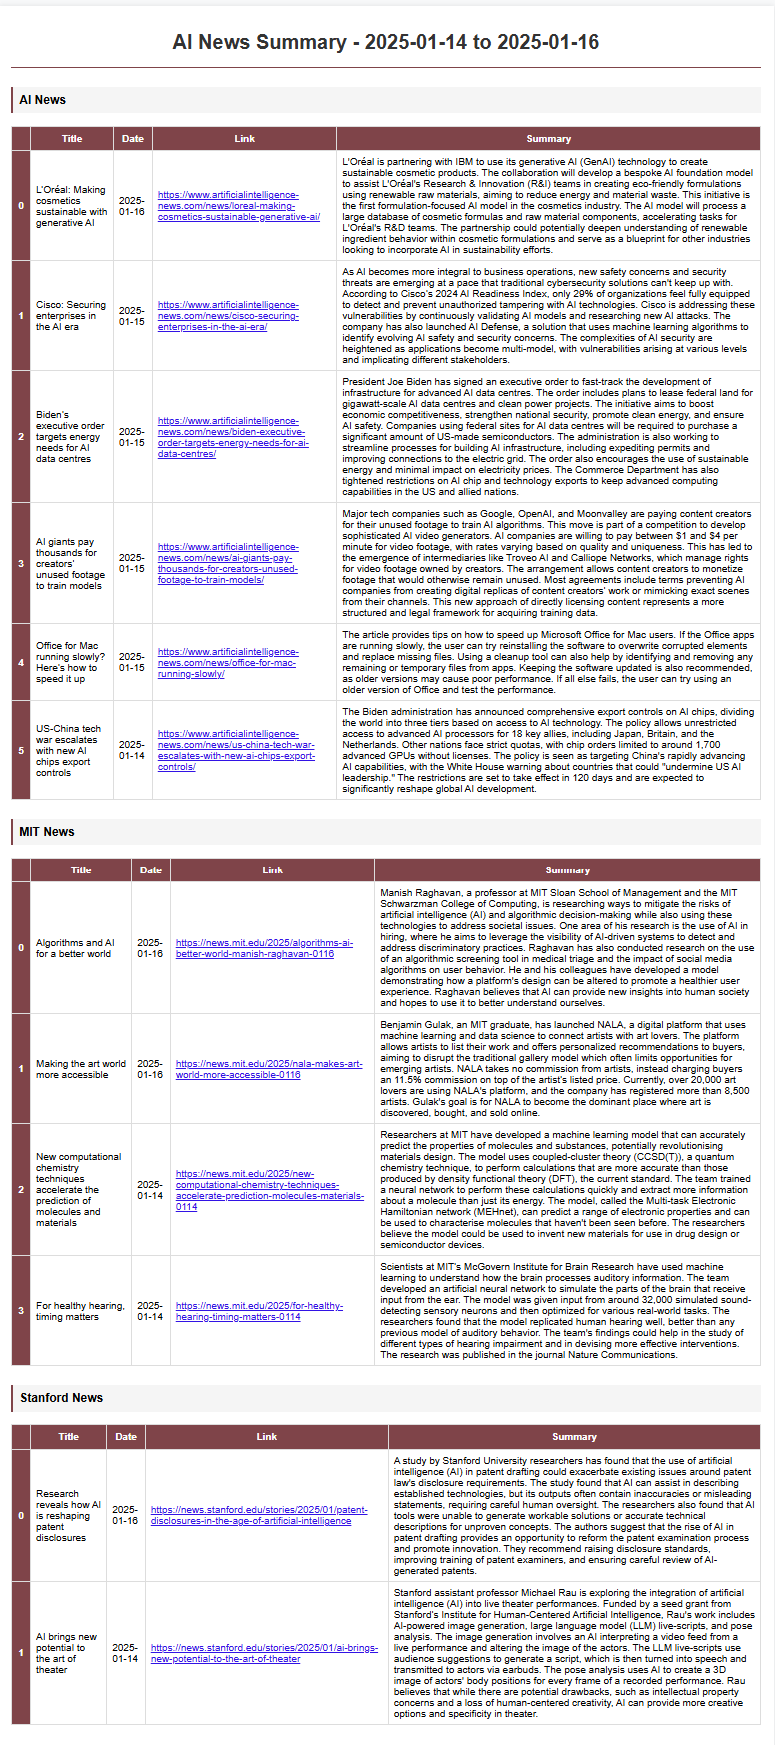 AI News Summary - 2025-01-14 to 2025-01-16
AI News
Title Date Link Summary
0
L'Oréal: Making
cosmetics
sustainable with
generative AI
2025-
01-16
https://www.artificialintelligence-
news.com/news/loreal-making-
cosmetics-sustainable-generative-ai/
L'Oréal is partnering with IBM to use its generative AI (GenAI) technology to create
sustainable cosmetic products. The collaboration will develop a bespoke AI foundation model
to assist L'Oréal's Research & Innovation (R&I) teams in creating eco-friendly formulations
using renewable raw materials, aiming to reduce energy and material waste. This initiative is
the first formulation-focused AI model in the cosmetics industry. The AI model will process a
large database of cosmetic formulas and raw material components, accelerating tasks for
L'Oréal's R&D teams. The partnership could potentially deepen understanding of renewable
ingredient behavior within cosmetic formulations and serve as a blueprint for other industries
looking to incorporate AI in sustainability efforts.
1
Cisco: Securing
enterprises in
the AI era
2025-
01-15
https://www.artificialintelligence-
news.com/news/cisco-securing-
enterprises-in-the-ai-era/
As AI becomes more integral to business operations, new safety concerns and security
threats are emerging at a pace that traditional cybersecurity solutions can't keep up with.
According to Cisco's 2024 AI Readiness Index, only 29% of organizations feel fully equipped
to detect and prevent unauthorized tampering with AI technologies. Cisco is addressing these
vulnerabilities by continuously validating AI models and researching new AI attacks. The
company has also launched AI Defense, a solution that uses machine learning algorithms to
identify evolving AI safety and security concerns. The complexities of AI security are
heightened as applications become multi-model, with vulnerabilities arising at various levels
and implicating different stakeholders.
2
Biden's
executive order
targets energy
needs for AI
data centres
2025-
01-15
https://www.artificialintelligence-
news.com/news/biden-executive-
order-targets-energy-needs-for-ai-
data-centres/
President Joe Biden has signed an executive order to fast-track the development of
infrastructure for advanced AI data centres. The order includes plans to lease federal land for
gigawatt-scale AI data centres and clean power projects. The initiative aims to boost
economic competitiveness, strengthen national security, promote clean energy, and ensure
AI safety. Companies using federal sites for AI data centres will be required to purchase a
significant amount of US-made semiconductors. The administration is also working to
streamline processes for building AI infrastructure, including expediting permits and
improving connections to the electric grid. The order also encourages the use of sustainable
energy and minimal impact on electricity prices. The Commerce Department has also
tightened restrictions on AI chip and technology exports to keep advanced computing
capabilities in the US and allied nations.
3
AI giants pay
thousands for
creators'
unused footage
to train models
2025-
01-15
https://www.artificialintelligence-
news.com/news/ai-giants-pay-
thousands-for-creators-unused-
footage-to-train-models/
Major tech companies such as Google, OpenAI, and Moonvalley are paying content creators
for their unused footage to train AI algorithms. This move is part of a competition to develop
sophisticated AI video generators. AI companies are willing to pay between $1 and $4 per
minute for video footage, with rates varying based on quality and uniqueness. This has led to
the emergence of intermediaries like Troveo AI and Calliope Networks, which manage rights
for video footage owned by creators. The arrangement allows content creators to monetize
footage that would otherwise remain unused. Most agreements include terms preventing AI
companies from creating digital replicas of content creators' work or mimicking exact scenes
from their channels. This new approach of directly licensing content represents a more
structured and legal framework for acquiring training data.
4
Office for Mac
running slowly?
Here's how to
speed it up
2025-
01-15
https://www.artificialintelligence-
news.com/news/office-for-mac-
running-slowly/
The article provides tips on how to speed up Microsoft Office for Mac users. If the Office apps
are running slowly, the user can try reinstalling the software to overwrite corrupted elements
and replace missing files. Using a cleanup tool can also help by identifying and removing any
remaining or temporary files from apps. Keeping the software updated is also recommended,
as older versions may cause poor performance. If all else fails, the user can try using an
older version of Office and test the performance.
5
US-China tech
war escalates
with new AI
chips export
controls
2025-
01-14
https://www.artificialintelligence-
news.com/news/us-china-tech-war-
escalates-with-new-ai-chips-export-
controls/
The Biden administration has announced comprehensive export controls on AI chips, dividing
the world into three tiers based on access to AI technology. The policy allows unrestricted
access to advanced AI processors for 18 key allies, including Japan, Britain, and the
Netherlands. Other nations face strict quotas, with chip orders limited to around 1,700
advanced GPUs without licenses. The policy is seen as targeting China's rapidly advancing
AI capabilities, with the White House warning about countries that could "undermine US AI
leadership." The restrictions are set to take effect in 120 days and are expected to
significantly reshape global AI development.
MIT News
Title Date Link Summary
0
Algorithms and AI
for a better world
2025-
01-16
https://news.mit.edu/2025/algorithms-ai-
better-world-manish-raghavan-0116
Manish Raghavan, a professor at MIT Sloan School of Management and the MIT
Schwarzman College of Computing, is researching ways to mitigate the risks of
artificial intelligence (AI) and algorithmic decision-making while also using these
technologies to address societal issues. One area of his research is the use of AI in
hiring, where he aims to leverage the visibility of AI-driven systems to detect and
address discriminatory practices. Raghavan has also conducted research on the use
of an algorithmic screening tool in medical triage and the impact of social media
algorithms on user behavior. He and his colleagues have developed a model
demonstrating how a platform's design can be altered to promote a healthier user
experience. Raghavan believes that AI can provide new insights into human society
and hopes to use it to better understand ourselves.
1
Making the art world
more accessible
2025-
01-16
https://news.mit.edu/2025/nala-makes-art-
world-more-accessible-0116
Benjamin Gulak, an MIT graduate, has launched NALA, a digital platform that uses
machine learning and data science to connect artists with art lovers. The platform
allows artists to list their work and offers personalized recommendations to buyers,
aiming to disrupt the traditional gallery model which often limits opportunities for
emerging artists. NALA takes no commission from artists, instead charging buyers
an 11.5% commission on top of the artist's listed price. Currently, over 20,000 art
lovers are using NALA's platform, and the company has registered more than 8,500
artists. Gulak's goal is for NALA to become the dominant place where art is
discovered, bought, and sold online.
2
New computational
chemistry
techniques
accelerate the
prediction of
molecules and
materials
2025-
01-14
https://news.mit.edu/2025/new-
computational-chemistry-techniques-
accelerate-prediction-molecules-materials-
0114
Researchers at MIT have developed a machine learning model that can accurately
predict the properties of molecules and substances, potentially revolutionising
materials design. The model uses coupled-cluster theory (CCSD(T)), a quantum
chemistry technique, to perform calculations that are more accurate than those
produced by density functional theory (DFT), the current standard. The team trained
a neural network to perform these calculations quickly and extract more information
about a molecule than just its energy. The model, called the Multi-task Electronic
Hamiltonian network (MEHnet), can predict a range of electronic properties and can
be used to characterise molecules that haven't been seen before. The researchers
believe the model could be used to invent new materials for use in drug design or
semiconductor devices.
3
For healthy hearing,
timing matters
2025-
01-14
https://news.mit.edu/2025/for-healthy-
hearing-timing-matters-0114
Scientists at MIT's McGovern Institute for Brain Research have used machine
learning to understand how the brain processes auditory information. The team
developed an artificial neural network to simulate the parts of the brain that receive
input from the ear. The model was given input from around 32,000 simulated sound-
detecting sensory neurons and then optimized for various real-world tasks. The
researchers found that the model replicated human hearing well, better than any
previous model of auditory behavior. The team's findings could help in the study of
different types of hearing impairment and in devising more effective interventions.
The research was published in the journal Nature Communications.
Stanford News
Title Date Link Summary
0
Research
reveals how AI
is reshaping
patent
disclosures
2025-
01-16
https://news.stanford.edu/stories/2025/01/patent-
disclosures-in-the-age-of-artificial-intelligence
A study by Stanford University researchers has found that the use of artificial
intelligence (AI) in patent drafting could exacerbate existing issues around patent
law's disclosure requirements. The study found that AI can assist in describing
established technologies, but its outputs often contain inaccuracies or misleading
statements, requiring careful human oversight. The researchers also found that AI
tools were unable to generate workable solutions or accurate technical
descriptions for unproven concepts. The authors suggest that the rise of AI in
patent drafting provides an opportunity to reform the patent examination process
and promote innovation. They recommend raising disclosure standards,
improving training of patent examiners, and ensuring careful review of AI-
generated patents.
1
AI brings new
potential to
the art of
theater
2025-
01-14
https://news.stanford.edu/stories/2025/01/ai-brings-
new-potential-to-the-art-of-theater
Stanford assistant professor Michael Rau is exploring the integration of artificial
intelligence (AI) into live theater performances. Funded by a seed grant from
Stanford's Institute for Human-Centered Artificial Intelligence, Rau's work includes
AI-powered image generation, large language model (LLM) live-scripts, and pose
analysis. The image generation involves an AI interpreting a video feed from a
live performance and altering the image of the actors. The LLM live-scripts use
audience suggestions to generate a script, which is then turned into speech and
transmitted to actors via earbuds. The pose analysis uses AI to create a 3D
image of actors' body positions for every frame of a recorded performance. Rau
believes that while there are potential drawbacks, such as intellectual property
concerns and a loss of human-centered creativity, AI can provide more creative
options and specificity in theater.